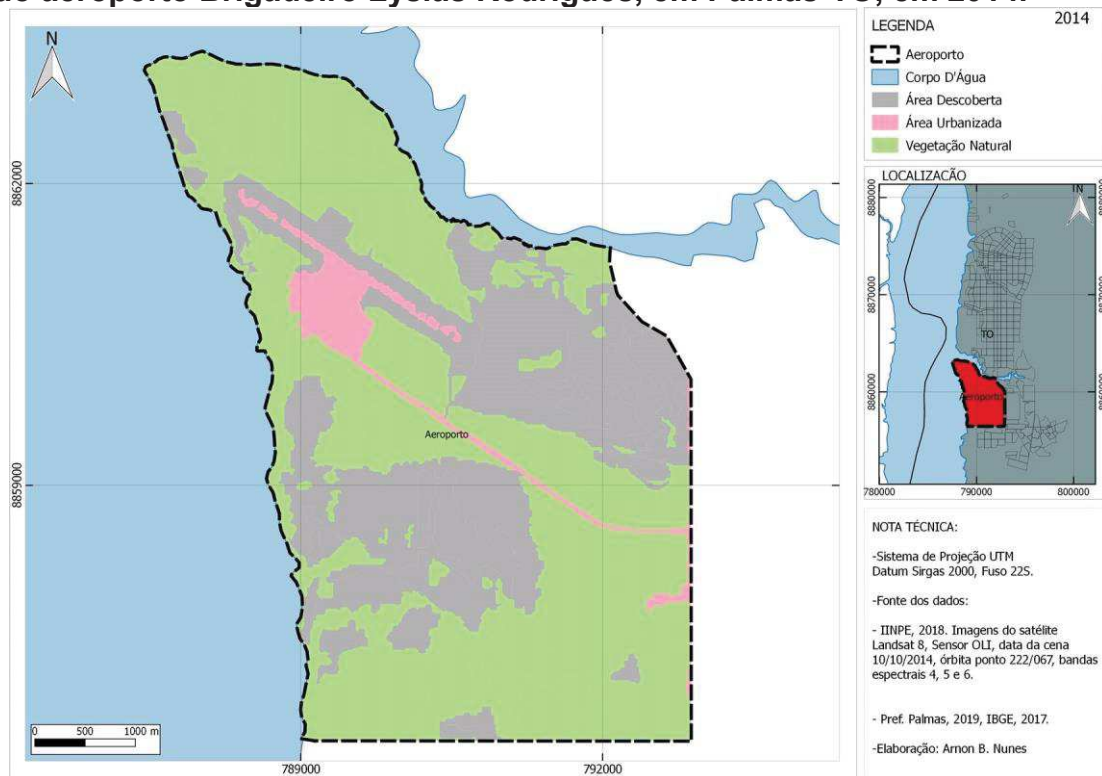 do aeroporto Brigadeiro Lysias Rodrigues, em Palmas-TO, em 2014.
N
8862000
8859000
789000
792000
Aeroporto
0 500 1000 m
LEGENDA
2014
Aeroporto
Corpo D'Água
Área Descoberta
Área Urbanizada
Vegetação Natural
LOCALIZACÃO
8880000
8870000
8860000
8880000
8870000
8860000
N
TO
Aeroporto
780000
790000
800000
NOTA TÉCNICA:
-Sistema de Projeção UTM
Datum Sirgas 2000, Fuso 22S.
-Fonte dos dados:
- IINPE, 2018. Imagens do satélite
Landsat 8, Sensor OLI, data da cena
10/10/2014, órbita ponto 222/067, bandas
espectrais 4, 5 e 6.
- Pref. Palmas, 2019, IBGE, 2017.
-Elaboração: Arnon B. Nunes